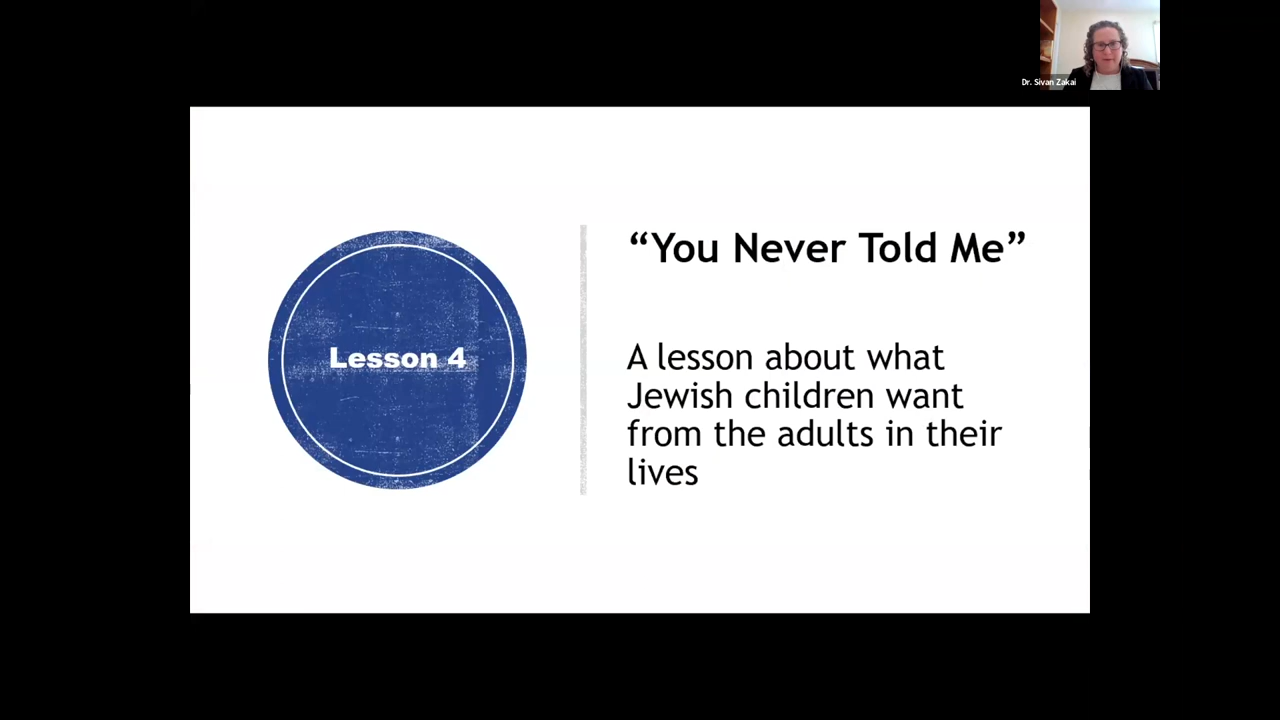 Dr. Sivan Zakai
Lesson 4
“You Never Told Me”
A lesson about what
Jewish children want
from the adults in their
lives